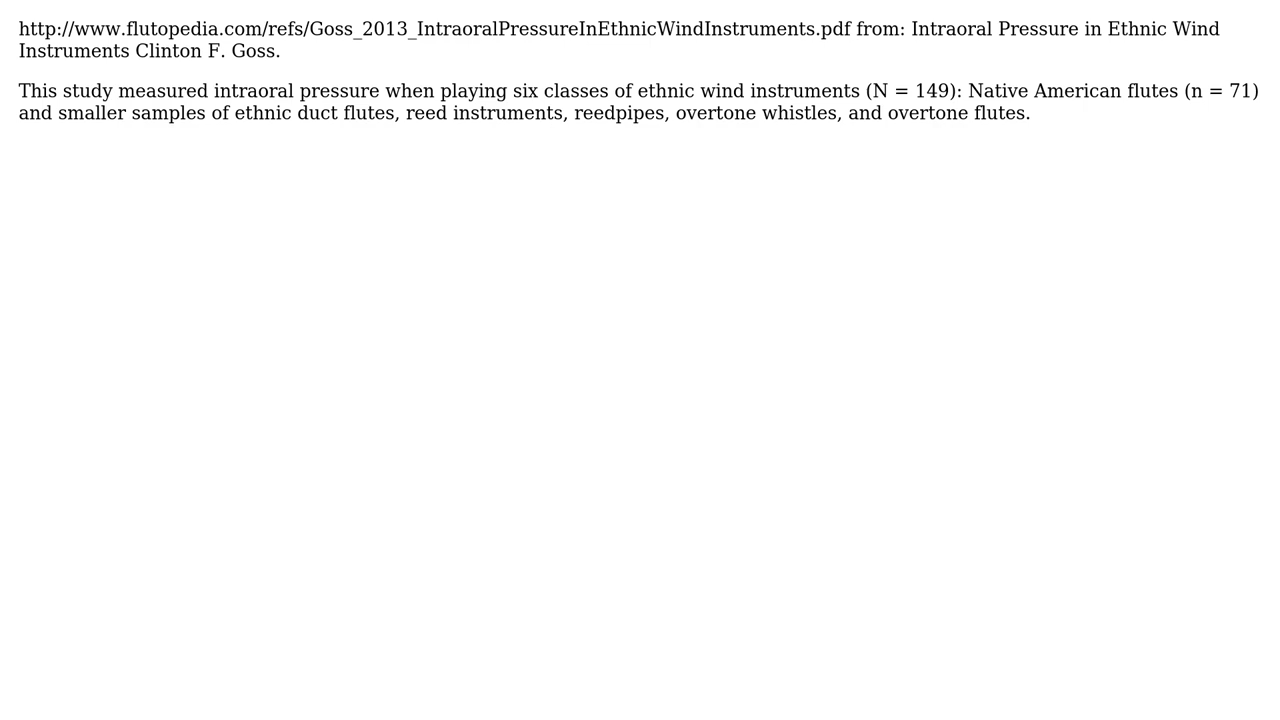 http://www.flutopedia.com/refs/Goss_2013_IntraoralPressureInEthnicWindInstruments.pdf from: Intraoral Pressure in Ethnic Wind
Instruments Clinton F. Goss.
This study measured intraoral pressure when playing six classes of ethnic wind instruments (N = 149): Native American flutes (n = 71)
and smaller samples of ethnic duct flutes, reed instruments, reedpipes, overtone whistles, and overtone flutes.